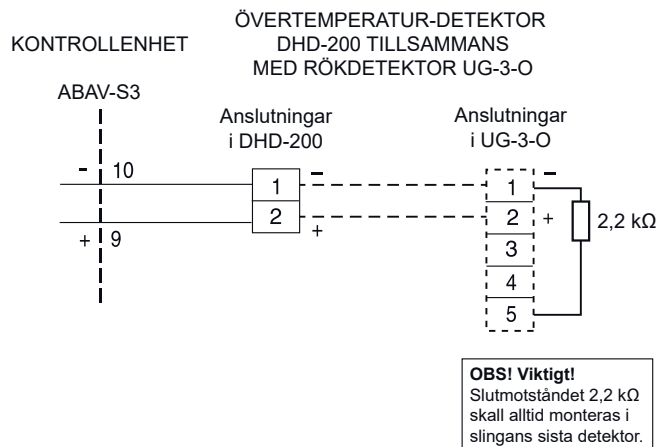 KONTROLLENHET
ÖVERTEMPERATUR-DETEKTOR
DHD-200 TILLSAMMANS
MED RÖKDETEKTOR UG-3-O
ABAV-S3
Anslutningar
i DHD-200
Anslutningar
i UG-3-O
- 10
+ 9
1 -
2 +
1 -
2 +
3
4
5
2,2 kΩ
OBS! Viktigt!
Slutmotståndet 2,2 kΩ
skall alltid monteras i
slingans sista detektor.